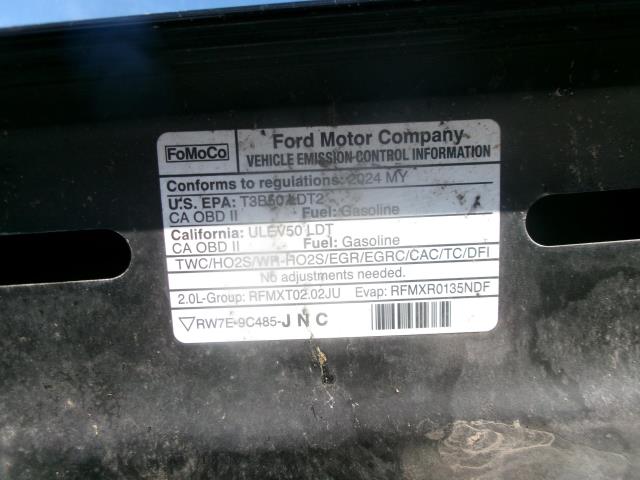 FoMoCo
Ford Motor Company
VEHICLE EMISSION CONTROL INFORMATION
Conforms to regulations: 2024 MY
U.S. EPA: T3B50 LDT2
CA OBD II Fuel: Gasoline
California: ULEV50 LDT
CA OBD II Fuel: Gasoline
TWC/HO2S/WR-HO2S/EGR/EGRC/CAC/TC/DFI
No adjustments needed.
2.0L-Group: RFMXT02.02JU Evap: RFMXR0135NDF
RW7E-9C485-J N C